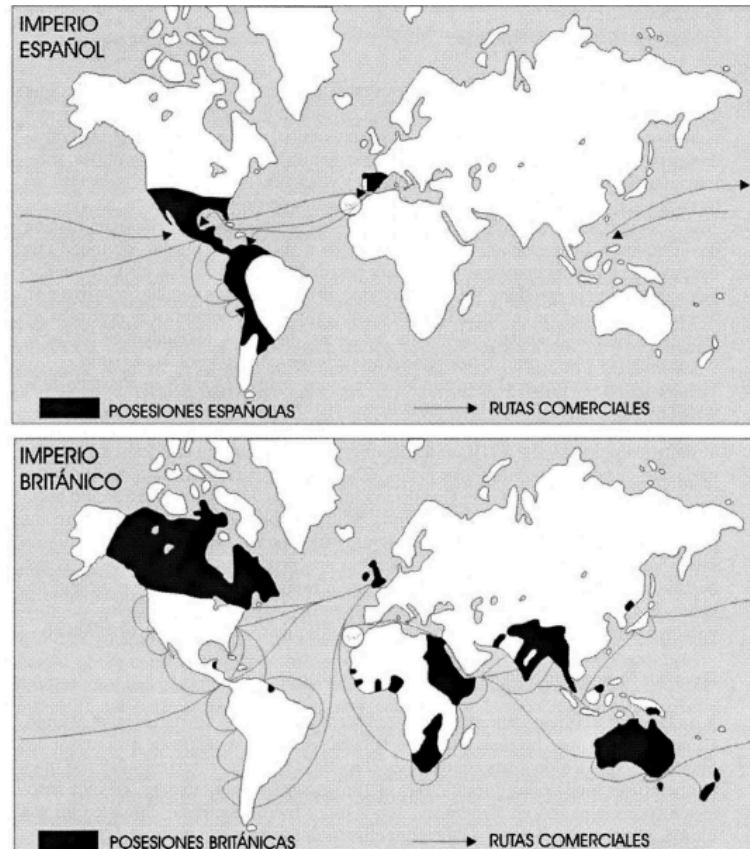 IMPERIO
ESPAÑOL
POSESIONES ESPAÑOLAS
RUTAS COMERCIALES
IMPERIO
BRITÁNICO
POSESIONES BRITÁNICAS
RUTAS COMERCIALES